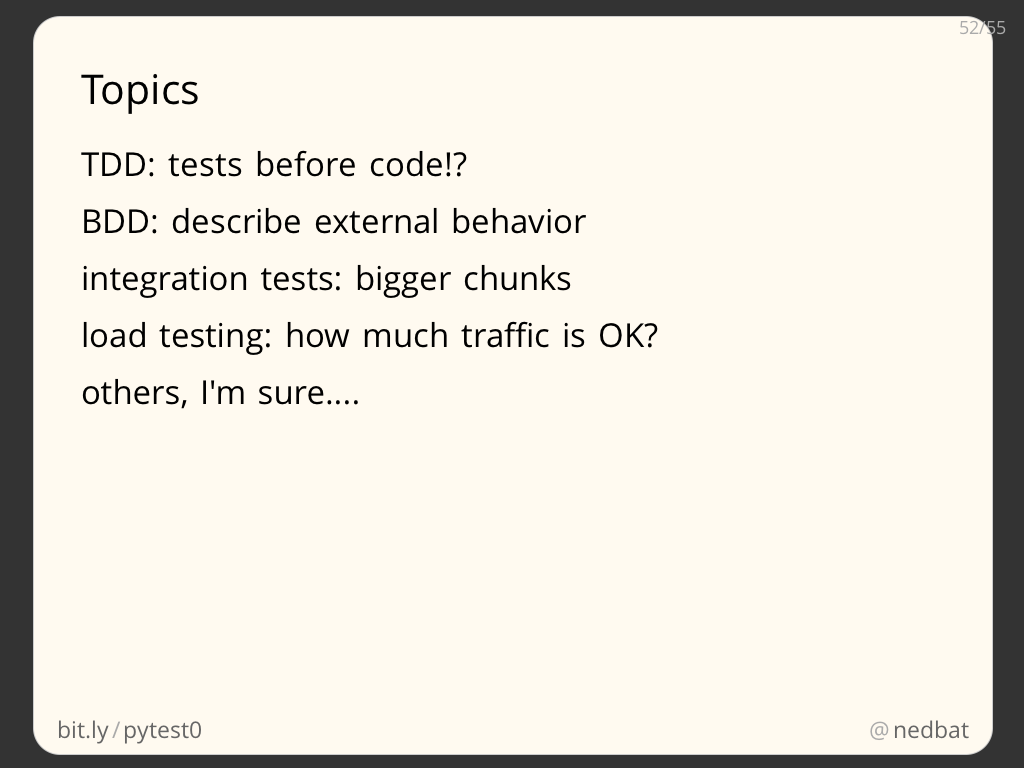 52/55
Topics
TDD: tests before code!?
BDD: describe external behavior
integration tests: bigger chunks
load testing: how much traffic is OK?
others, I'm sure....
bit.ly/pytest0
@nedbat